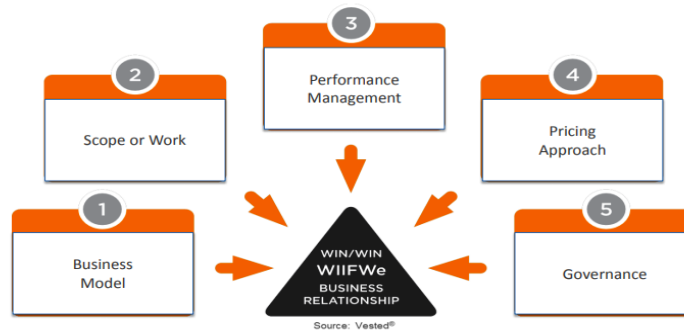 3
Performance
Management
2
Scope or Work
4
Pricing
Approach
1
Business
Model
5
Governance
WIN/WIN
WIIFWe
BUSINESS
RELATIONSHIP
Source: Vested®